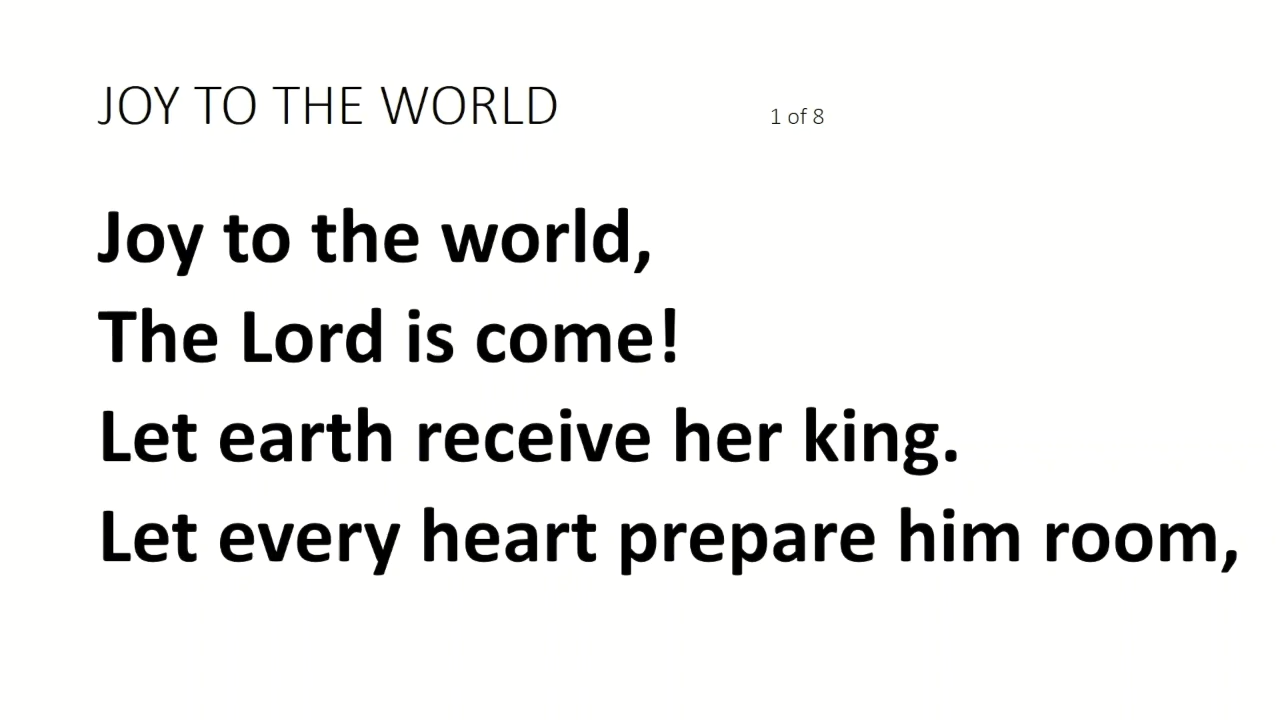 JOY TO THE WORLD 1 of 8
Joy to the world,
The Lord is come!
Let earth receive her king.
Let every heart prepare him room,